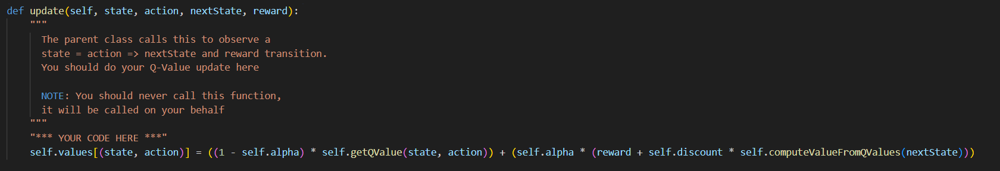 def update(self, state, action, nextState, reward):
"""
The parent class calls this to observe a
state = action => nextState and reward transition.
You should do your Q-Value update here
NOTE: You should never call this function,
it will be called on your behalf
"""
"*** YOUR CODE HERE ***"
self.values[(state, action)] = ((1 - self.alpha) * self.getQValue(state, action)) + (self.alpha * (reward + self.discount * self.computeValueFromQValues(nextState)))